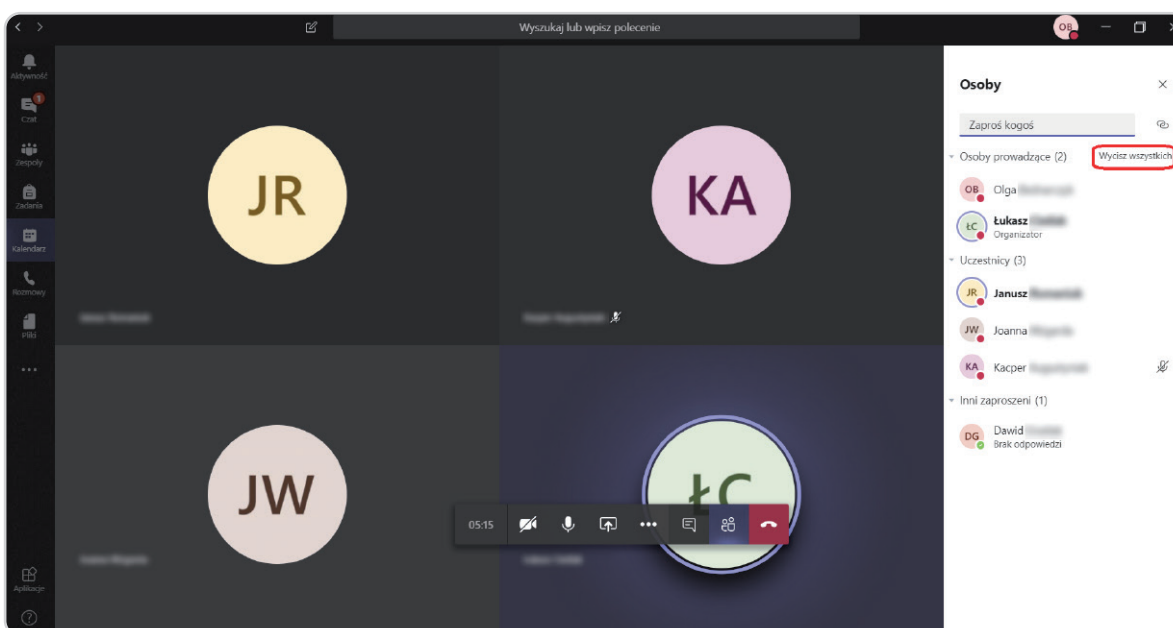 Wyszukaj lub wpisz polecenie
OB
Aktywność
1
Czat
Zespoły
Zadania
Kalendarz
Rozmowy
Pliki
Aplikacje
JR
KA
JW
ŁC
05:15
Osoby
Zaproś kogoś
Osoby prowadzące (2)
Wycisz wszystkich
OB Olga
ŁC Łukasz
Organizator
Uczestnicy (3)
JR Janusz
JW Joanna
KA Kacper
Inni zaproszeni (1)
DG Dawid
Brak odpowiedzi